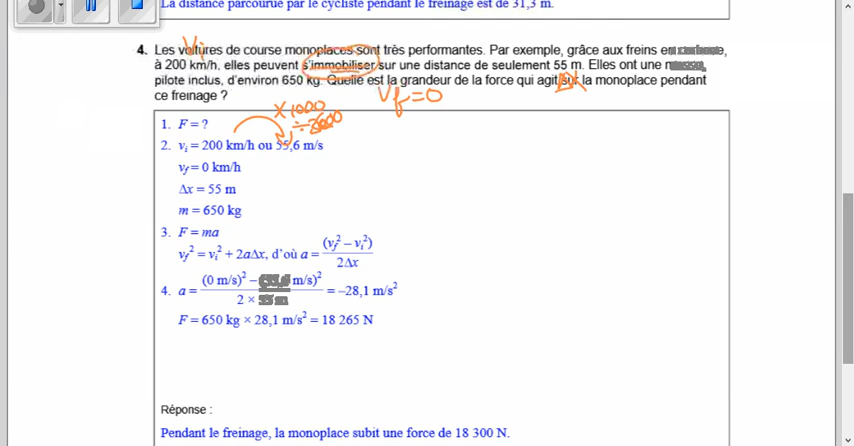 La distance parcourue par le cycliste pendant le freinage est de 31,3 m.
4. Les voitures de course monoplaces sont très performantes. Par exemple, grâce aux freins en
à 200 km/h, elles peuvent s'immobiliser sur une distance de seulement 55 m. Elles ont une
pilote inclus, d'environ 650 kg. Quelle est la grandeur de la force qui agit sur la monoplace pendant
ce freinage ?
Vi
Vf = 0
Δx
× 1000
÷ 3600
1. F = ?
2. vi = 200 km/h ou 55,6 m/s
vf = 0 km/h
Δx = 55 m
m = 650 kg
3. F = ma
vf² = vi² + 2aΔx, d'où a = (vf² – vi²) / 2Δx
4. a = (0 m/s)² – m/s)² / 2 × = –28,1 m/s²
F = 650 kg × 28,1 m/s² = 18 265 N
Réponse :
Pendant le freinage, la monoplace subit une force de 18 300 N.